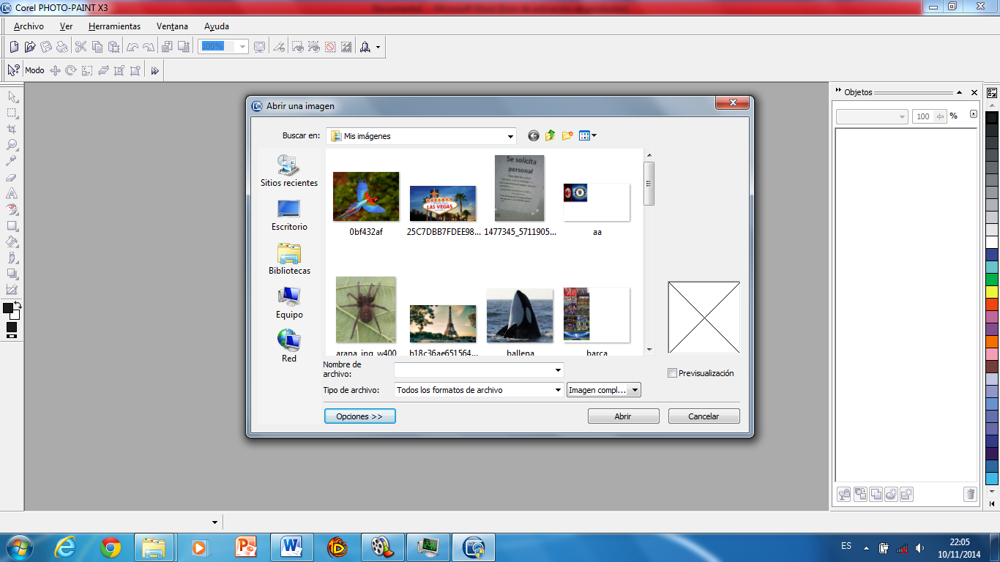 Corel PHOTO-PAINT X3
Archivo Ver Herramientas Ventana Ayuda
100%
Modo
Objetos
100 %
Abrir una imagen
Buscar en: Mis imágenes
Sitios recientes
Escritorio
Bibliotecas
Equipo
Red
Se solicita
personal
LAS VEGAS
0bf432af 25C7DBB7FDEE98... 1477345_5711905... aa
arana_jpg_w400 b18c36ae651564... ballena barca
Nombre de
archivo:
Previsualización
Tipo de archivo: Todos los formatos de archivo Imagen compl...
Opciones >> Abrir Cancelar
ES
22:05
10/11/2014